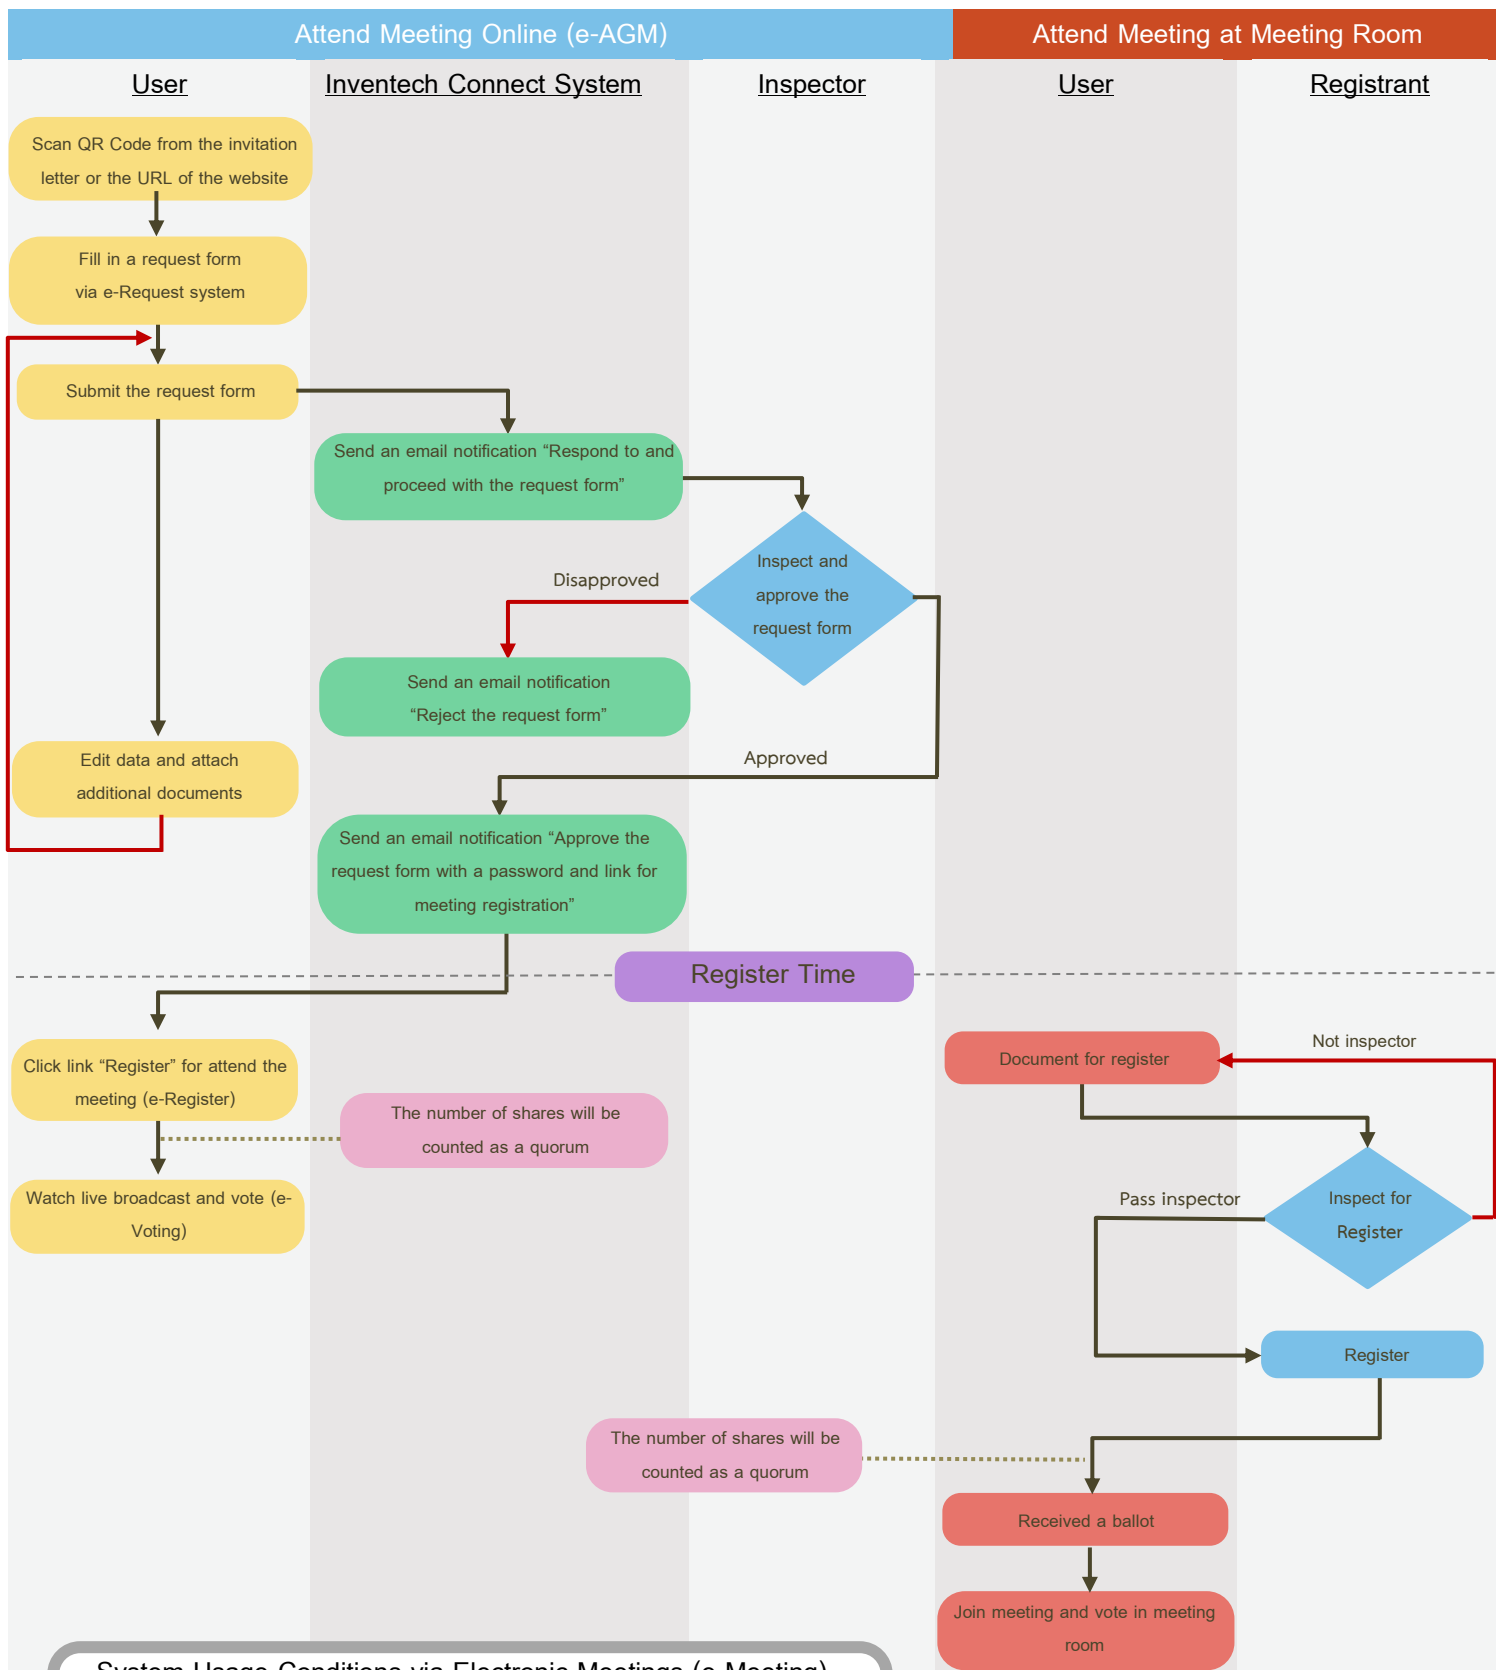 Attend Meeting Online (e-AGM)
Attend Meeting at Meeting Room
User
Inventech Connect System
Inspector
User
Registrant
Scan QR Code from the invitation
letter or the URL of the website
Fill in a request form
via e-Request system
Submit the request form
Send an email notification “Respond to and
proceed with the request form”
Inspect and
approve the
request form
Disapproved
Send an email notification
“Reject the request form”
Approved
Edit data and attach
additional documents
Send an email notification “Approve the
request form with a password and link for
meeting registration”
Register Time
Click link “Register” for attend the
meeting (e-Register)
The number of shares will be
counted as a quorum
Watch live broadcast and vote (e-
Voting)
Document for register
Not inspector
Pass inspector
Inspect for
Register
Register
The number of shares will be
counted as a quorum
Received a ballot
Join meeting and vote in meeting
room
System Usage Conditions via Electronic Meetings (e-Meeting)